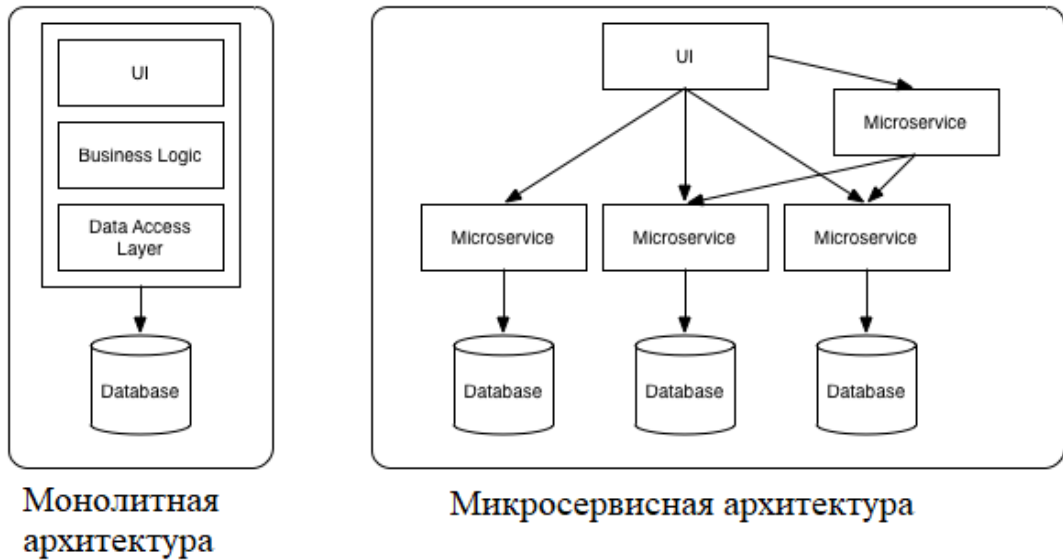 UI
Business Logic
Data Access
Layer
Database
Монолитная
архитектура
UI
Microservice
Microservice
Microservice
Microservice
Database
Database
Database
Микросервисная архитектура